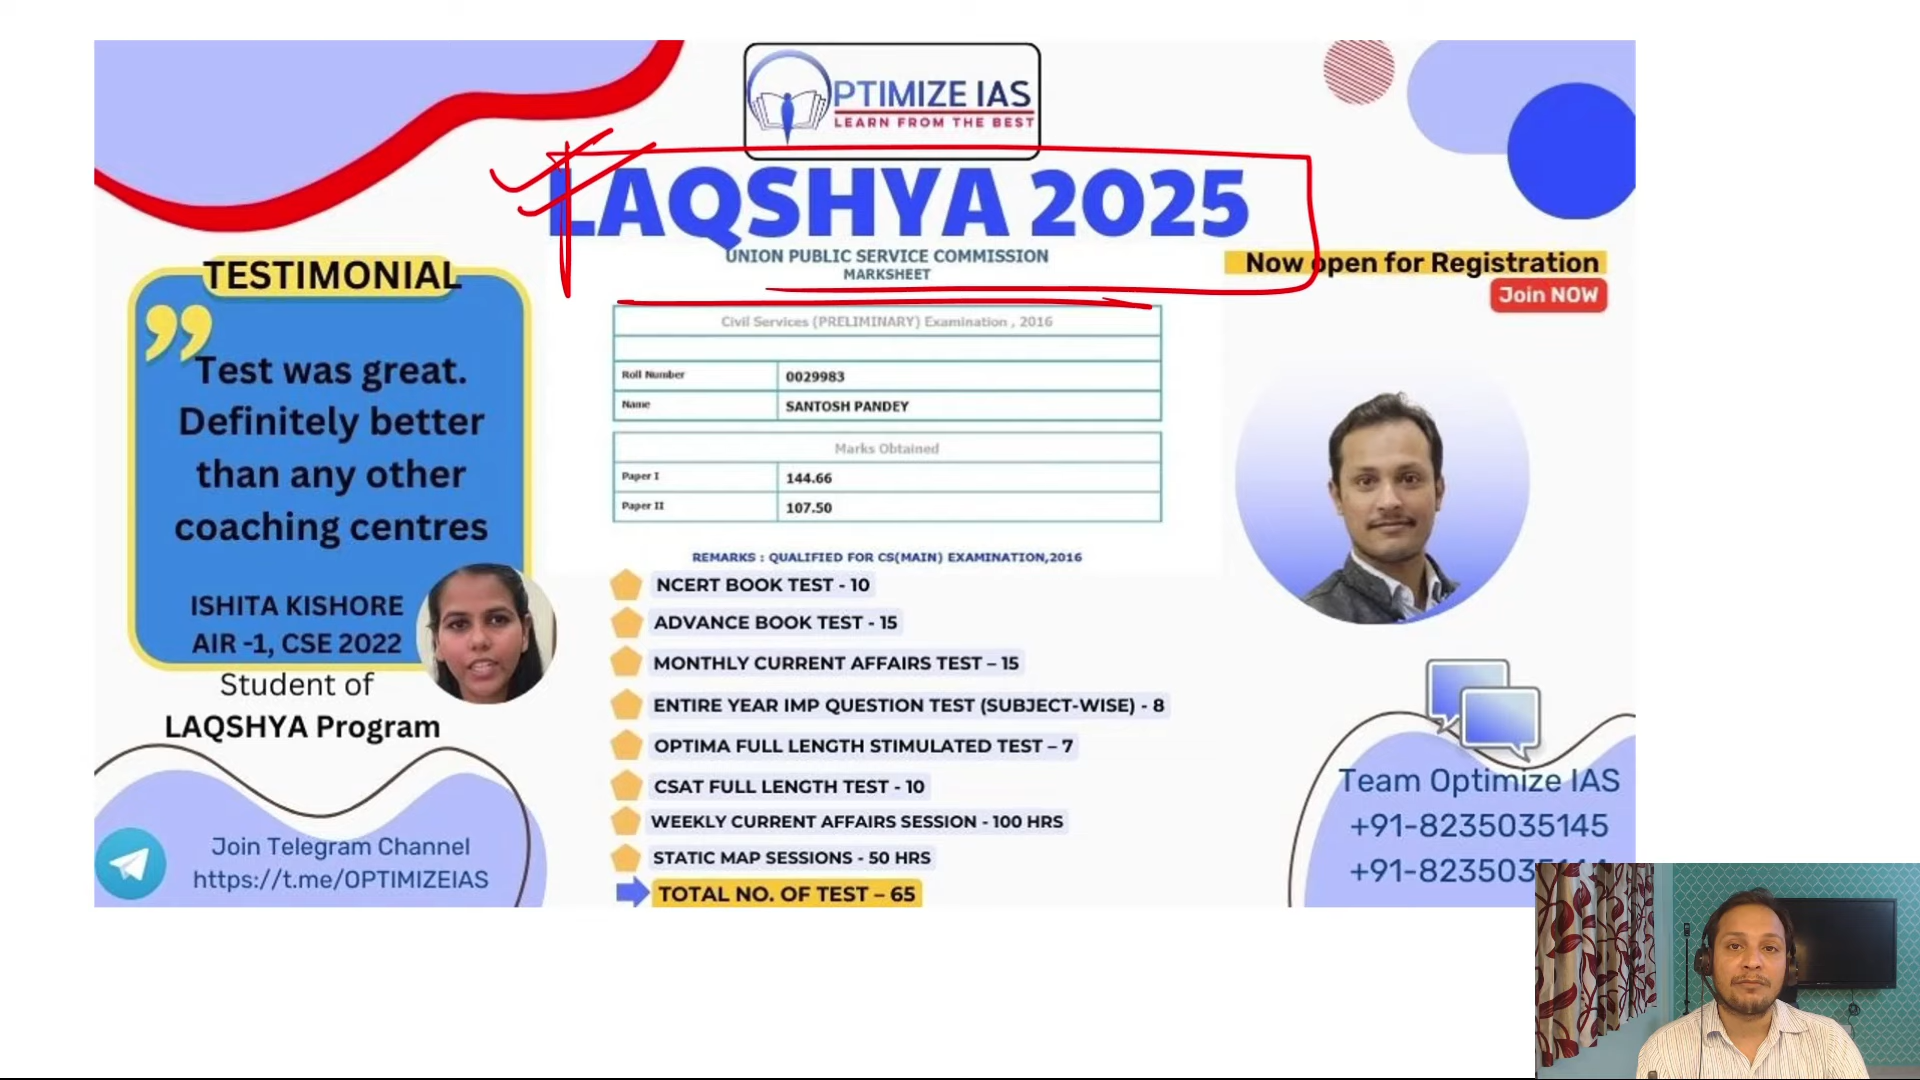 PTIMIZE IAS
LEARN FROM THE BEST
LAQSHYA 2025
UNION PUBLIC SERVICE COMMISSION
MARKSHEET
Now open for Registration
Join NOW
TESTIMONIAL
Test was great.
Definitely better
than any other
coaching centres
ISHITA KISHORE
AIR -1, CSE 2022
Student of
LAQSHYA Program
Join Telegram Channel
https://t.me/OPTIMIZEIAS
Civil Services (PRELIMINARY) Examination , 2016
Roll Number 0029983
Name SANTOSH PANDEY
Marks Obtained
Paper I 144.66
Paper II 107.50
REMARKS : QUALIFIED FOR CS(MAIN) EXAMINATION,2016
NCERT BOOK TEST - 10
ADVANCE BOOK TEST - 15
MONTHLY CURRENT AFFAIRS TEST – 15
ENTIRE YEAR IMP QUESTION TEST (SUBJECT-WISE) - 8
OPTIMA FULL LENGTH STIMULATED TEST – 7
CSAT FULL LENGTH TEST - 10
WEEKLY CURRENT AFFAIRS SESSION - 100 HRS
STATIC MAP SESSIONS - 50 HRS
TOTAL NO. OF TEST – 65
Team Optimize IAS
+91-8235035145